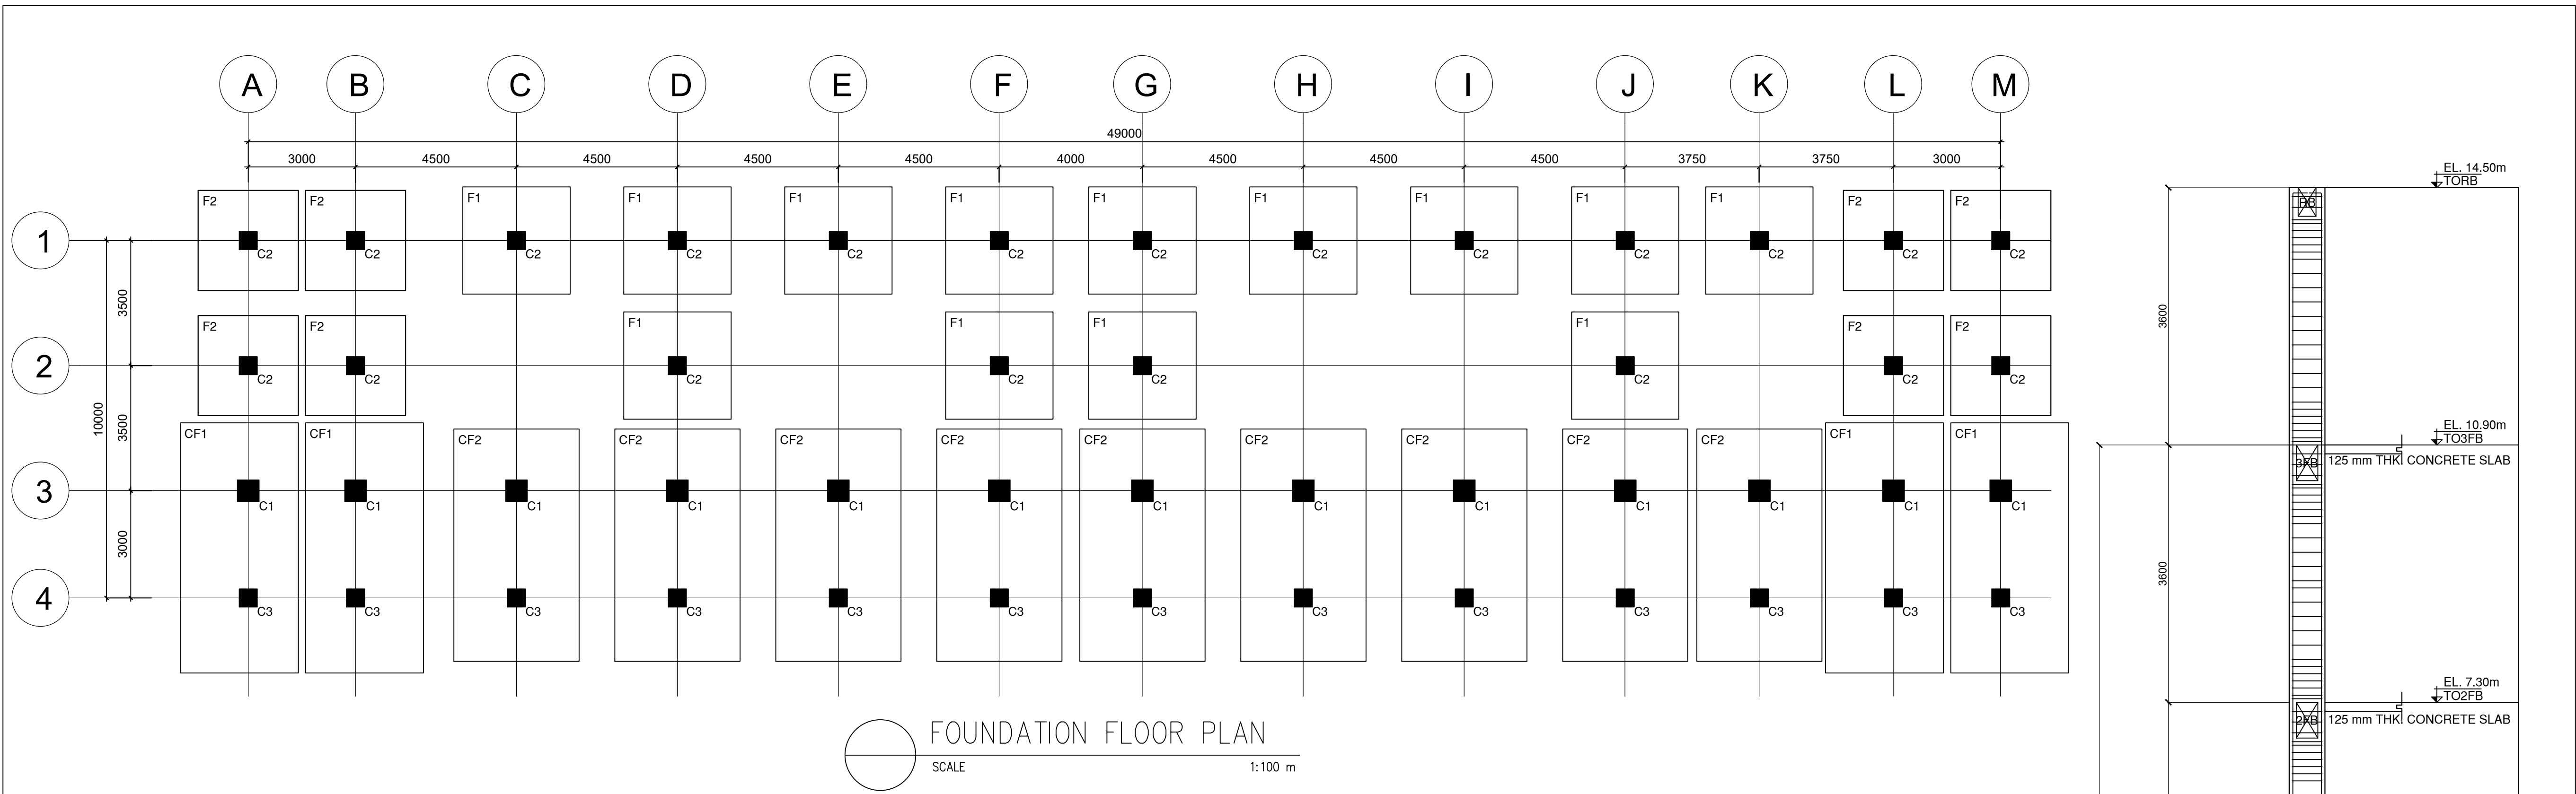 A B C D E F G H I J K L M
49000
3000 4500 4500 4500 4500 4000 4500 4500 4500 3750 3750 3000
F2 F2 F1 F1 F1 F1 F1 F1 F1 F1 F1 F2 F2
1
C2 C2 C2 C2 C2 C2 C2 C2 C2 C2 C2 C2 C2
3500
F2 F2 F1 F1 F1 F1 F2 F2
2
C2 C2 C2 C2 C2 C2 C2 C2
10000
3500
CF1 CF1 CF2 CF2 CF2 CF2 CF2 CF2 CF2 CF2 CF2 CF1 CF1
3
C1 C1 C1 C1 C1 C1 C1 C1 C1 C1 C1 C1 C1
3000
4
C3 C3 C3 C3 C3 C3 C3 C3 C3 C3 C3 C3 C3
FOUNDATION FLOOR PLAN
SCALE 1:100 m
EL. 14.50m
TORB
RB
3600
EL. 10.90m
TO3FB
3FB
125 mm THK. CONCRETE SLAB
3600
EL. 7.30m
TO2FB
2FB
125 mm THK. CONCRETE SLAB